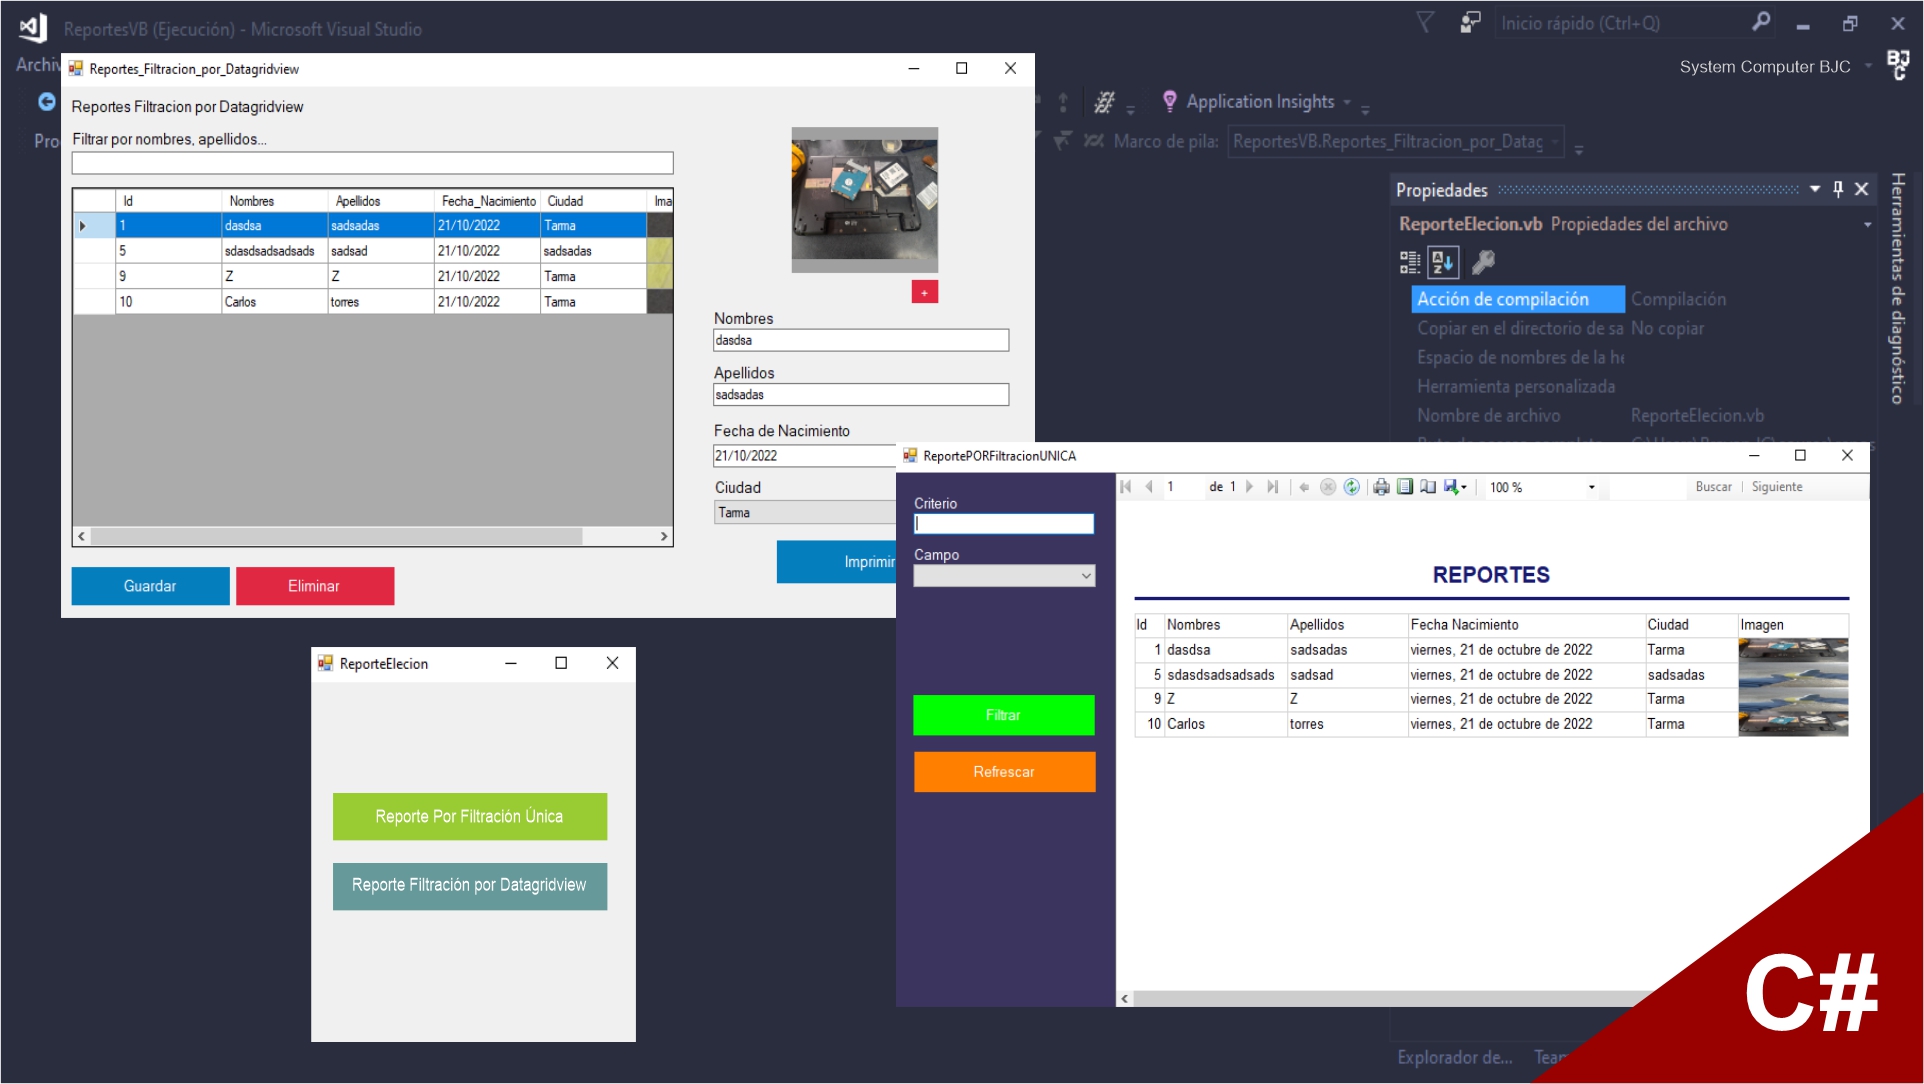 ReportesVB (Ejecución) - Microsoft Visual Studio
Inicio rápido (Ctrl+Q)
System Computer BJC
BJC
Archiv
Application Insights
Marco de pila: ReportesVB.Reportes_Filtracion_por_Datag
Reportes_Filtracion_por_Datagridview
Reportes Filtracion por Datagridview
Filtrar por nombres, apellidos...
Id Nombres Apellidos Fecha_Nacimiento Ciudad Ima
1 dasdsa sadsadas 21/10/2022 Tarma
5 sdasdsadsadsads sadsad 21/10/2022 sadsadas
9 Z Z 21/10/2022 Tarma
10 Carlos torres 21/10/2022 Tarma
+
Nombres
dasdsa
Apellidos
sadsadas
Fecha de Nacimiento
21/10/2022
Ciudad
Tarma
Imprimir
Guardar Eliminar
Propiedades
ReporteElecion.vb Propiedades del archivo
Acción de compilación Compilación
Copiar en el directorio de sa No copiar
Espacio de nombres de la he
Herramienta personalizada
Nombre de archivo ReporteElecion.vb
Herramientas de diagnóstico
ReportePORFiltracionUNICA
1 de 1 100 % Buscar | Siguiente
Criterio
Campo
Filtrar
Refrescar
REPORTES
Id Nombres Apellidos Fecha Nacimiento Ciudad Imagen
1 dasdsa sadsadas viernes, 21 de octubre de 2022 Tarma
5 sdasdsadsadsads sadsad viernes, 21 de octubre de 2022 sadsadas
9 Z Z viernes, 21 de octubre de 2022 Tarma
10 Carlos torres viernes, 21 de octubre de 2022 Tarma
ReporteElecion
Reporte Por Filtración Única
Reporte Filtración por Datagridview
C#
Explorador de... Tean